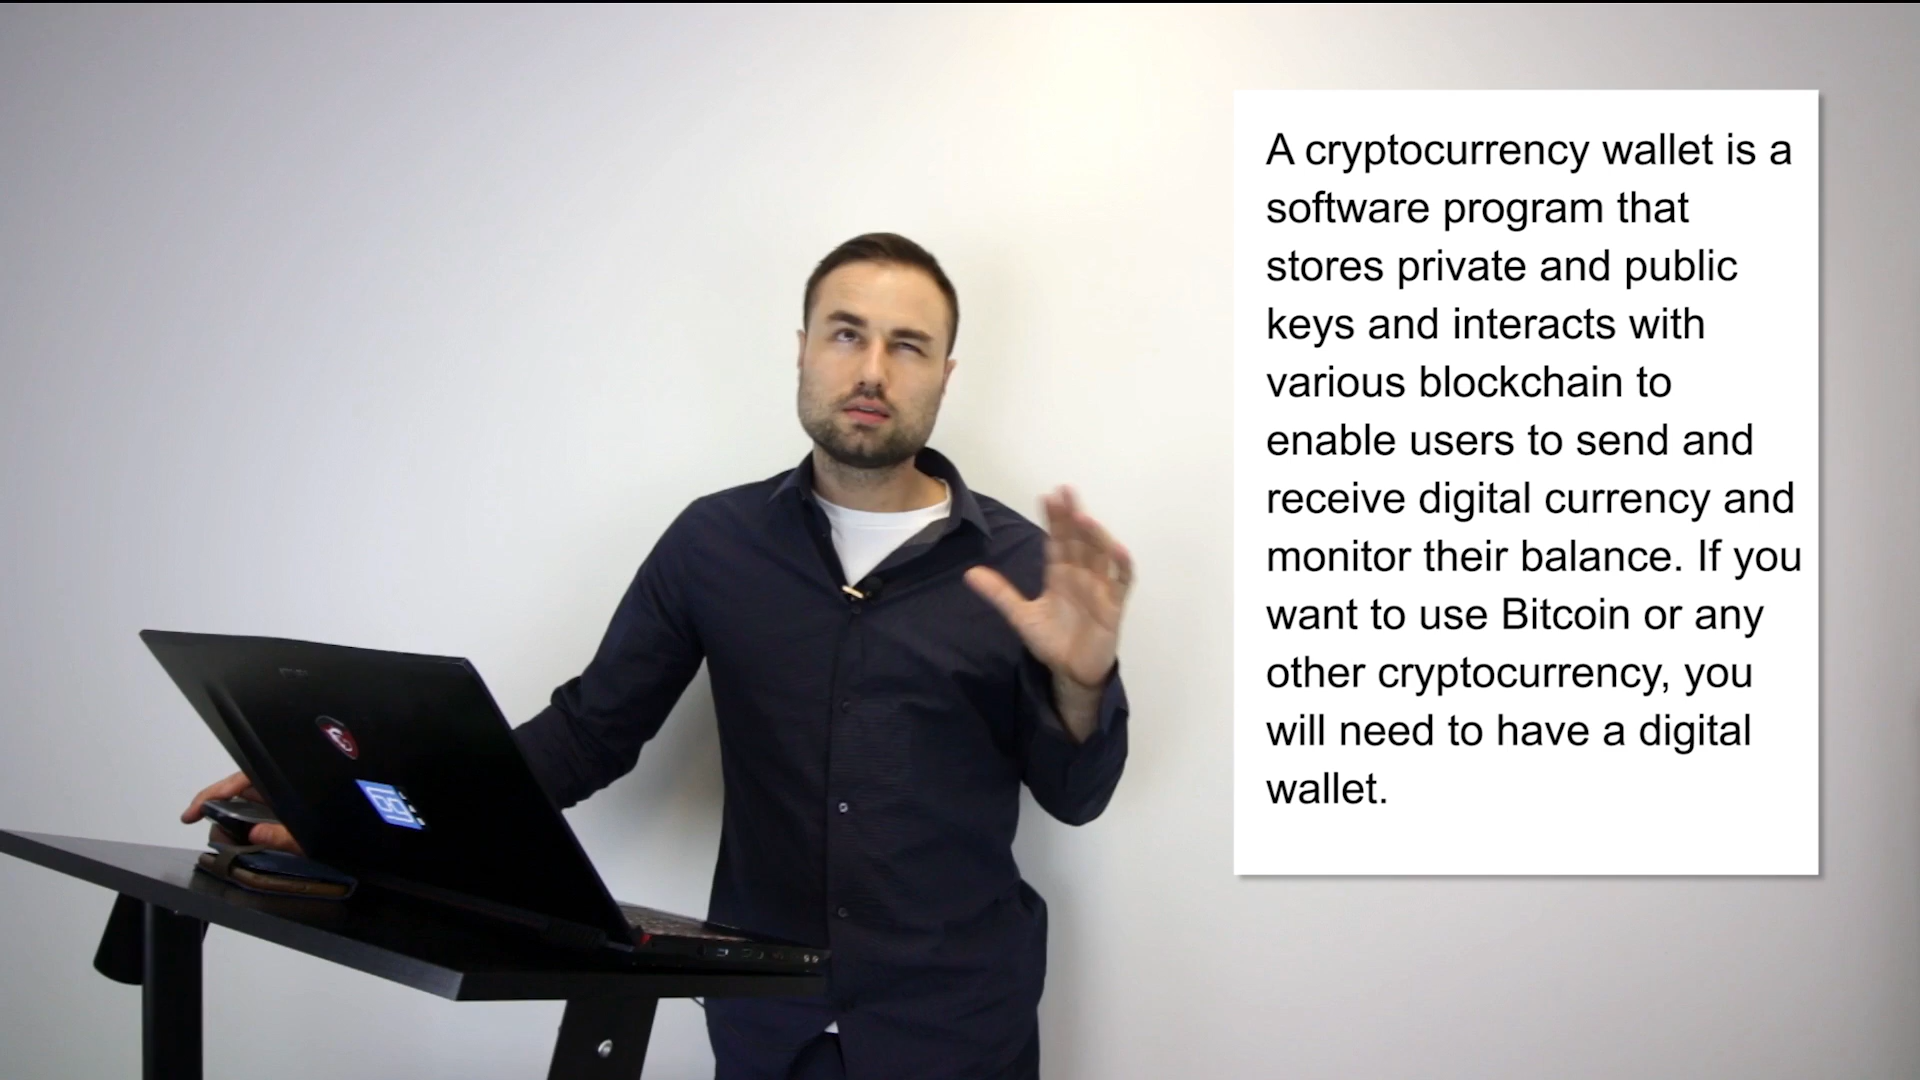 A cryptocurrency wallet is a
software program that
stores private and public
keys and interacts with
various blockchain to
enable users to send and
receive digital currency and
monitor their balance. If you
want to use Bitcoin or any
other cryptocurrency, you
will need to have a digital
wallet.